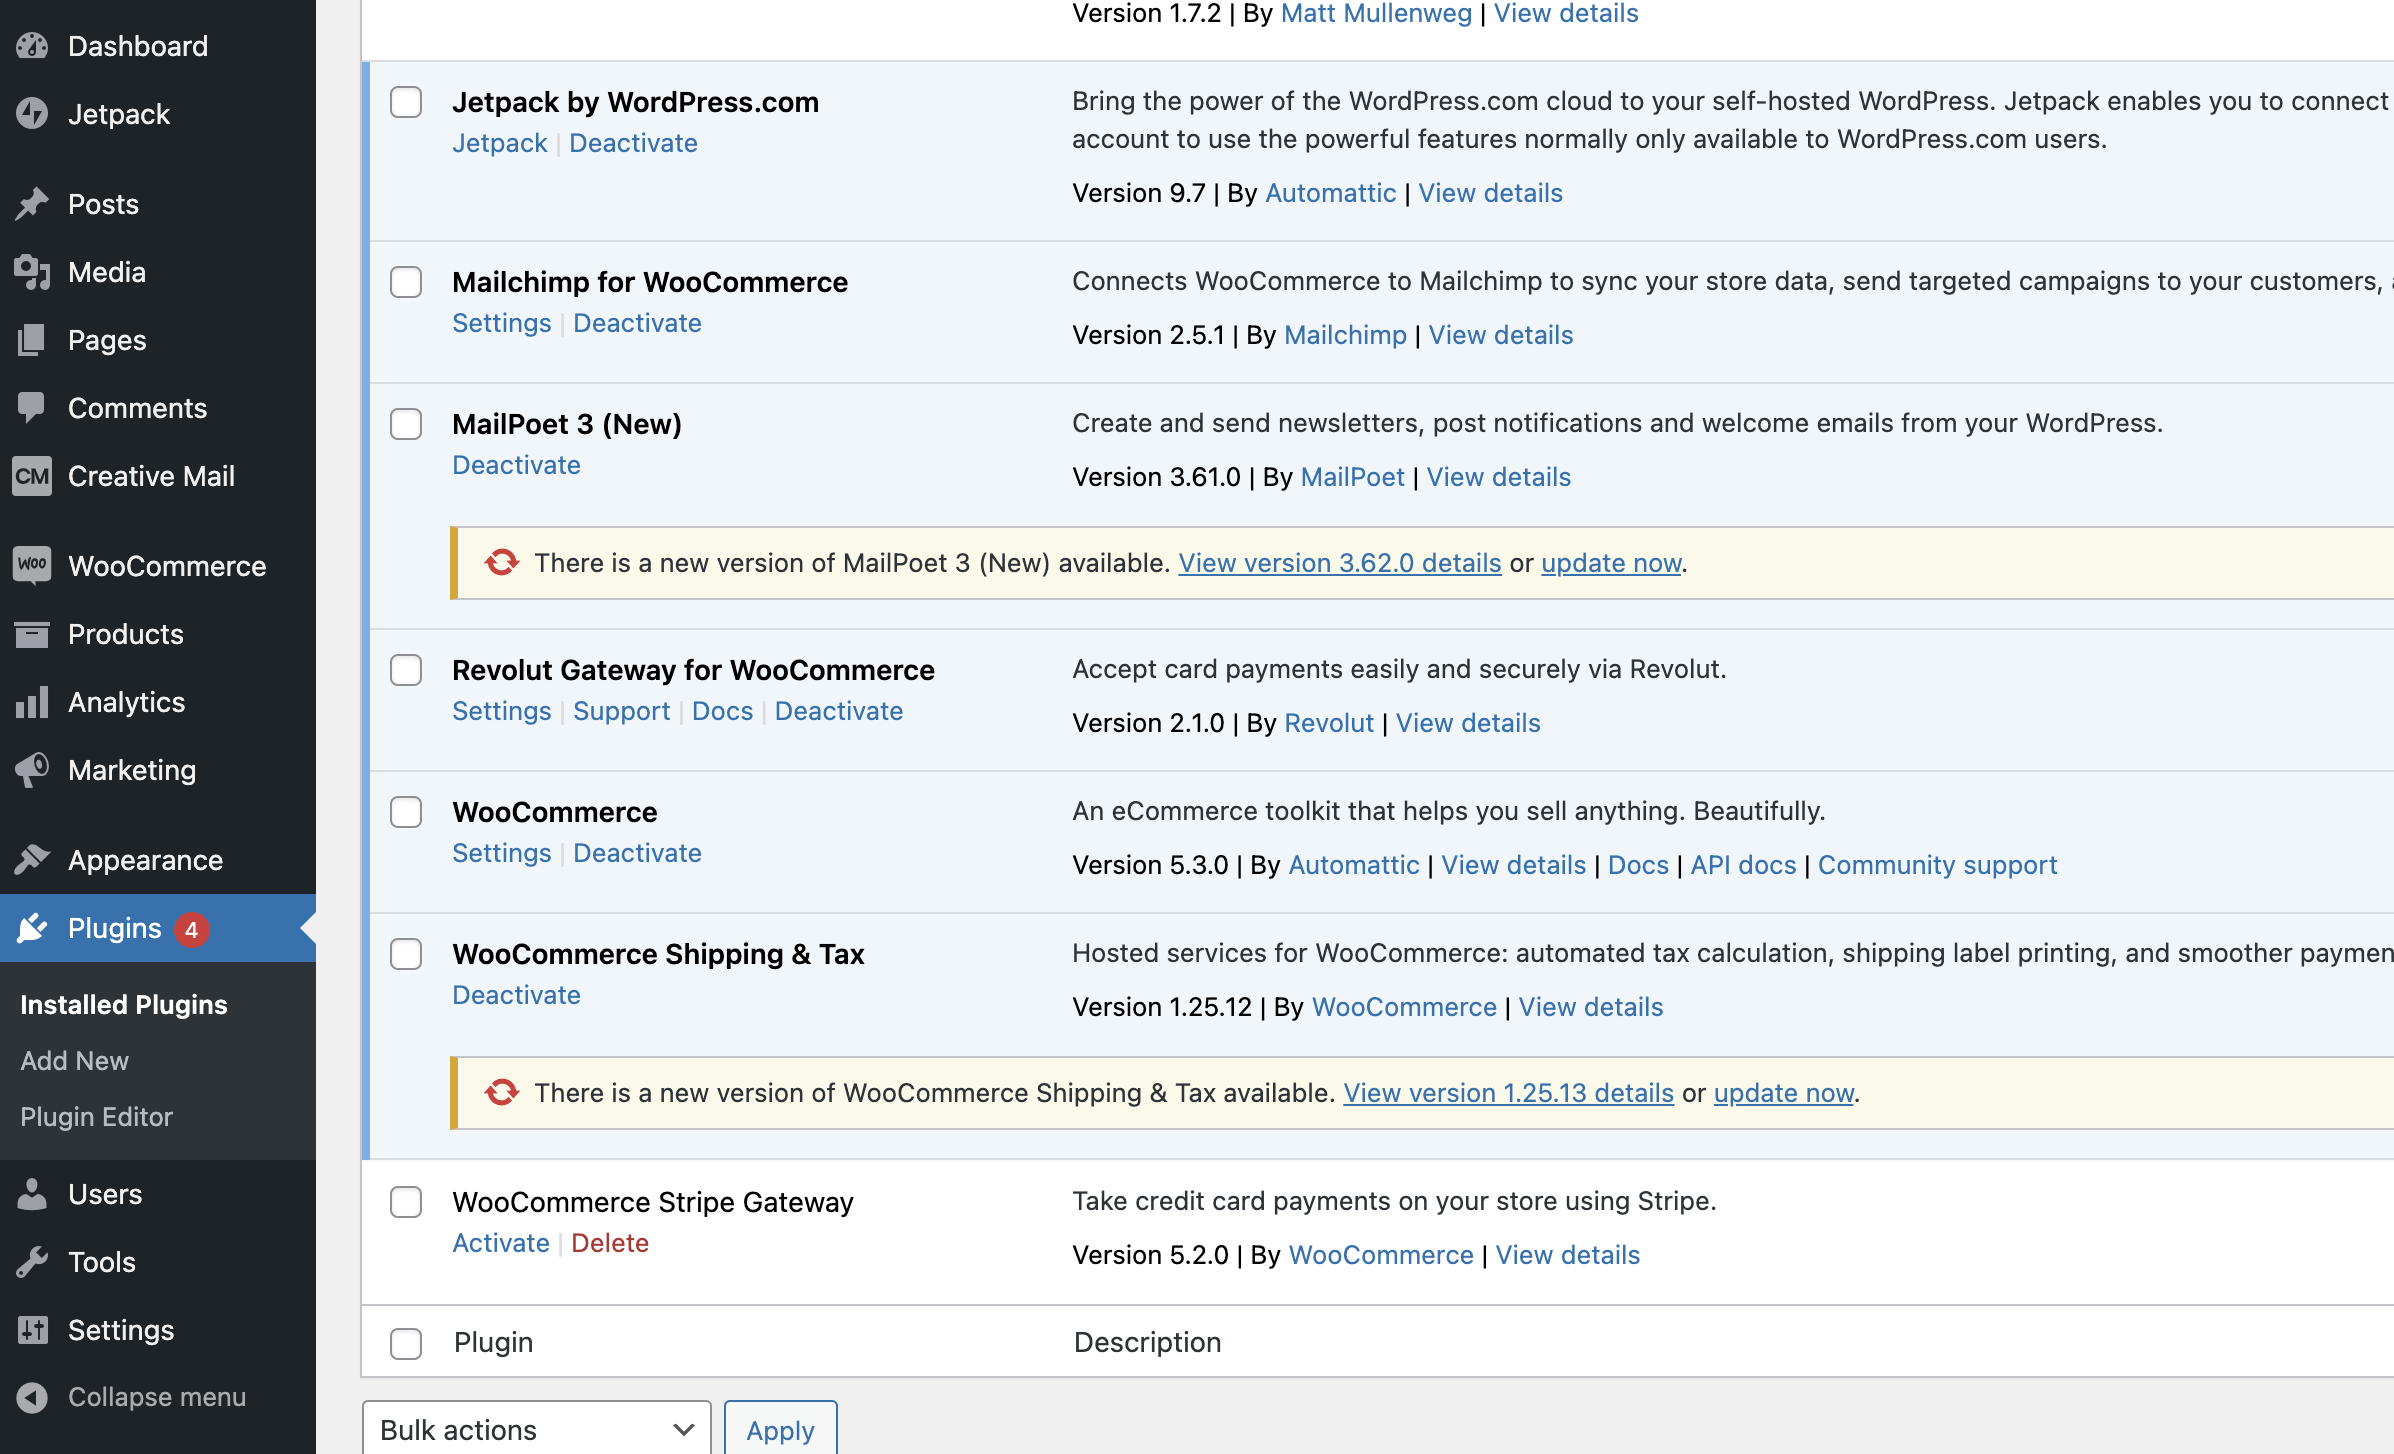 Dashboard
Jetpack
Posts
Media
Pages
Comments
CM Creative Mail
Woo WooCommerce
Products
Analytics
Marketing
Appearance
Plugins 4
Installed Plugins
Add New
Plugin Editor
Users
Tools
Settings
Collapse menu
Version 1.7.2 | By Matt Mullenweg | View details
Jetpack by WordPress.com
Jetpack | Deactivate
Bring the power of the WordPress.com cloud to your self-hosted WordPress. Jetpack enables you to connect
account to use the powerful features normally only available to WordPress.com users.
Version 9.7 | By Automattic | View details
Mailchimp for WooCommerce
Settings | Deactivate
Connects WooCommerce to Mailchimp to sync your store data, send targeted campaigns to your customers,
Version 2.5.1 | By Mailchimp | View details
MailPoet 3 (New)
Deactivate
Create and send newsletters, post notifications and welcome emails from your WordPress.
Version 3.61.0 | By MailPoet | View details
There is a new version of MailPoet 3 (New) available. View version 3.62.0 details or update now.
Revolut Gateway for WooCommerce
Settings | Support | Docs | Deactivate
Accept card payments easily and securely via Revolut.
Version 2.1.0 | By Revolut | View details
WooCommerce
Settings | Deactivate
An eCommerce toolkit that helps you sell anything. Beautifully.
Version 5.3.0 | By Automattic | View details | Docs | API docs | Community support
WooCommerce Shipping & Tax
Deactivate
Hosted services for WooCommerce: automated tax calculation, shipping label printing, and smoother paymen
Version 1.25.12 | By WooCommerce | View details
There is a new version of WooCommerce Shipping & Tax available. View version 1.25.13 details or update now.
WooCommerce Stripe Gateway
Activate | Delete
Take credit card payments on your store using Stripe.
Version 5.2.0 | By WooCommerce | View details
Plugin
Description
Bulk actions
Apply